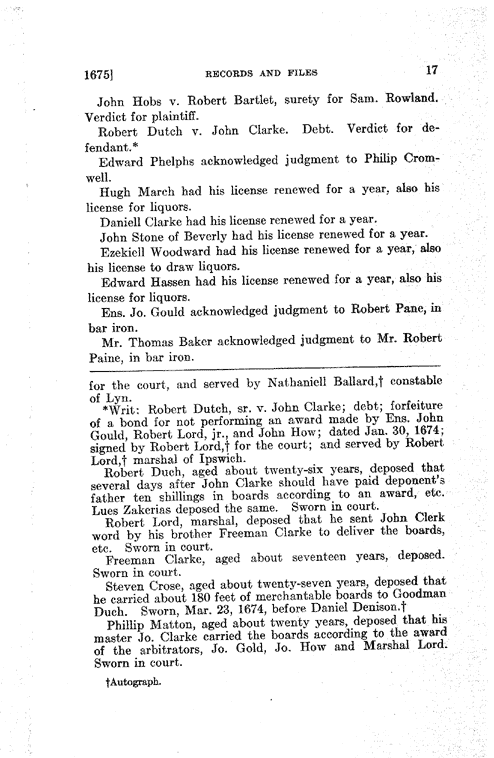 1675] RECORDS AND FILES 17
John Hobs v. Robert Bartlet, surety for Sam. Rowland.
Verdict for plaintiff.
Robert Dutch v. John Clarke. Debt. Verdict for de-
fendant.*
Edward Phelphs acknowledged judgment to Philip Crom-
well.
Hugh March had his license renewed for a year, also his
license for liquors.
Daniell Clarke had his license renewed for a year.
John Stone of Beverly had his license renewed for a year.
Ezekiell Woodward had his license renewed for a year, also
his license to draw liquors.
Edward Hassen had his license renewed for a year, also his
license for liquors.
Ens. Jo. Gould acknowledged judgment to Robert Pane, in
bar iron.
Mr. Thomas Baker acknowledged judgment to Mr. Robert
Paine, in bar iron.
for the court, and served by Nathaniell Ballard,† constable
of Lyn.
*Writ: Robert Dutch, sr. v. John Clarke; debt; forfeiture
of a bond for not performing an award made by Ens. John
Gould, Robert Lord, jr., and John How; dated Jan. 30, 1674;
signed by Robert Lord,† for the court; and served by Robert
Lord,† marshal of Ipswich.
Robert Duch, aged about twenty-six years, deposed that
several days after John Clarke should have paid deponent's
father ten shillings in boards according to an award, etc.
Lues Zakerias deposed the same. Sworn in court.
Robert Lord, marshal, deposed that he sent John Clerk
word by his brother Freeman Clarke to deliver the boards,
etc. Sworn in court.
Freeman Clarke, aged about seventeen years, deposed.
Sworn in court.
Steven Crose, aged about twenty-seven years, deposed that
he carried about 180 feet of merchantable boards to Goodman
Duch. Sworn, Mar. 23, 1674, before Daniel Denison.†
Phillip Matton, aged about twenty years, deposed that his
master Jo. Clarke carried the boards according to the award
of the arbitrators, Jo. Gold, Jo. How and Marshal Lord.
Sworn in court.
†Autograph.